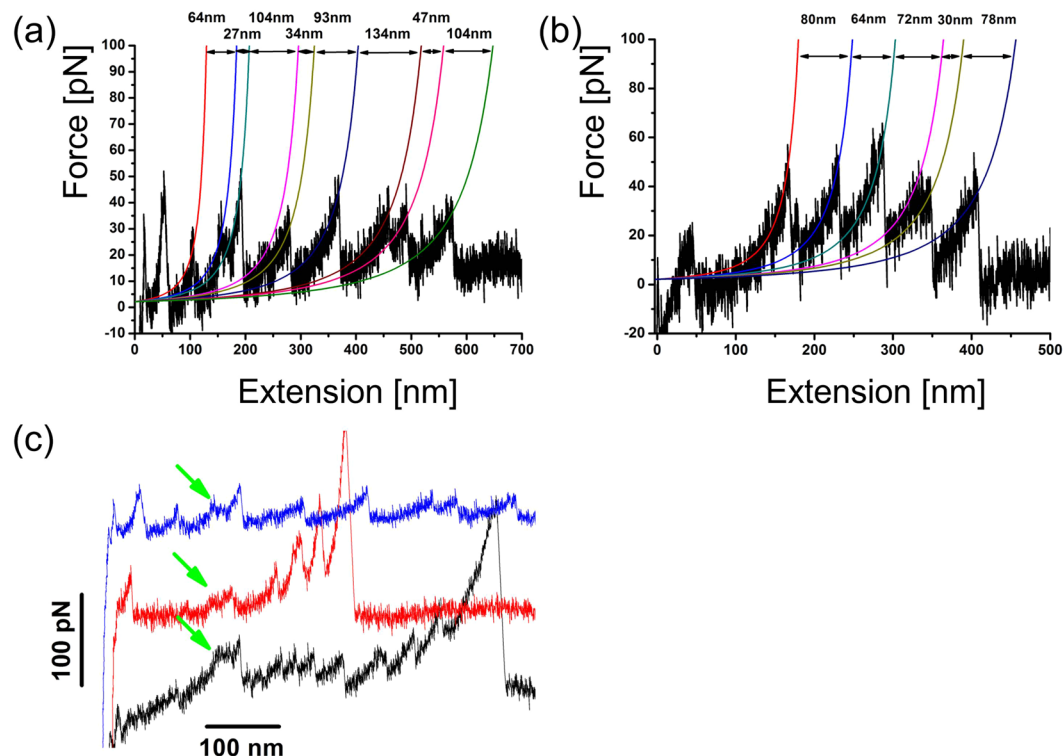 (a)
64nm 104nm 93nm 47nm
27nm 34nm 134nm 104nm
Force [pN]
100
90
80
70
60
50
40
30
20
10
0
-10
0 100 200 300 400 500 600 700
Extension [nm]
(b)
80nm 64nm 72nm 30nm 78nm
Force [pN]
100
80
60
40
20
0
-20
0 100 200 300 400 500
Extension [nm]
(c)
100 pN
100 nm